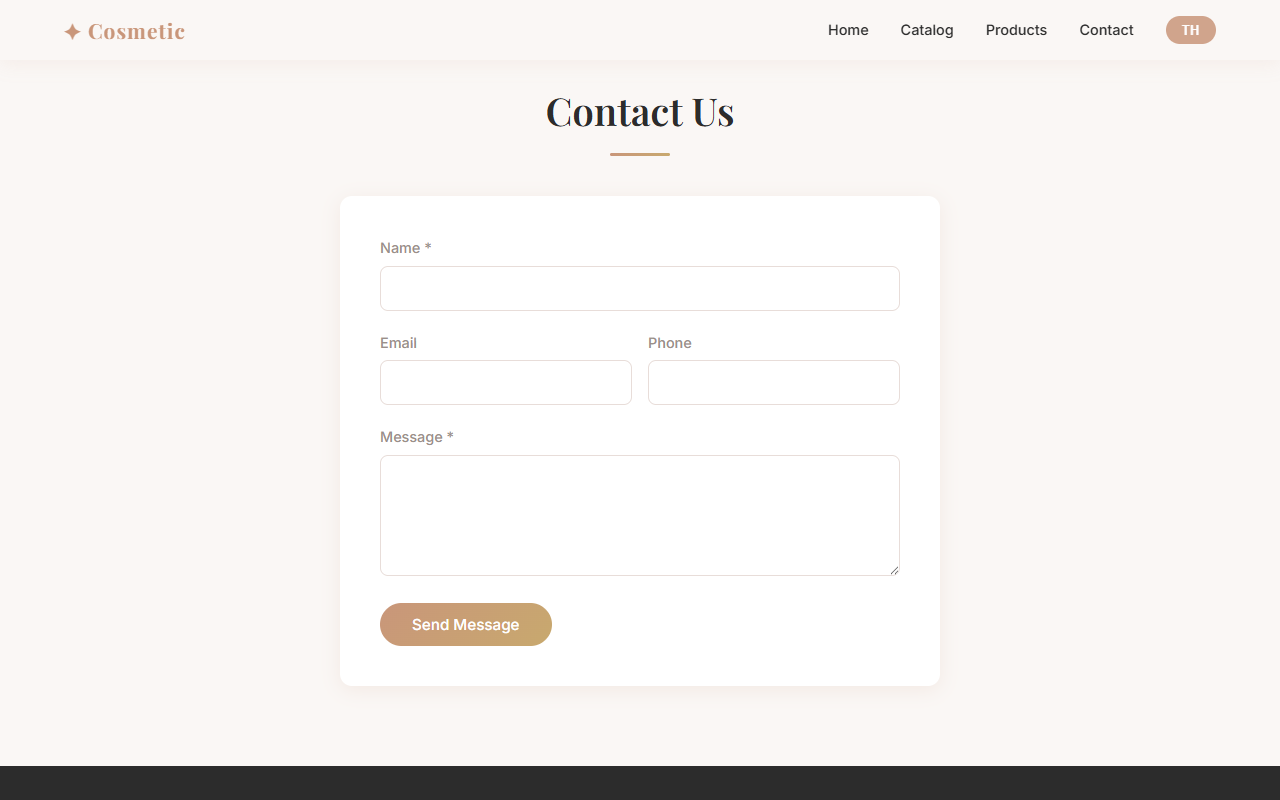 ✦ Cosmetic
Home Catalog Products Contact TH
Contact Us
Name *
Email Phone
Message *
Send Message